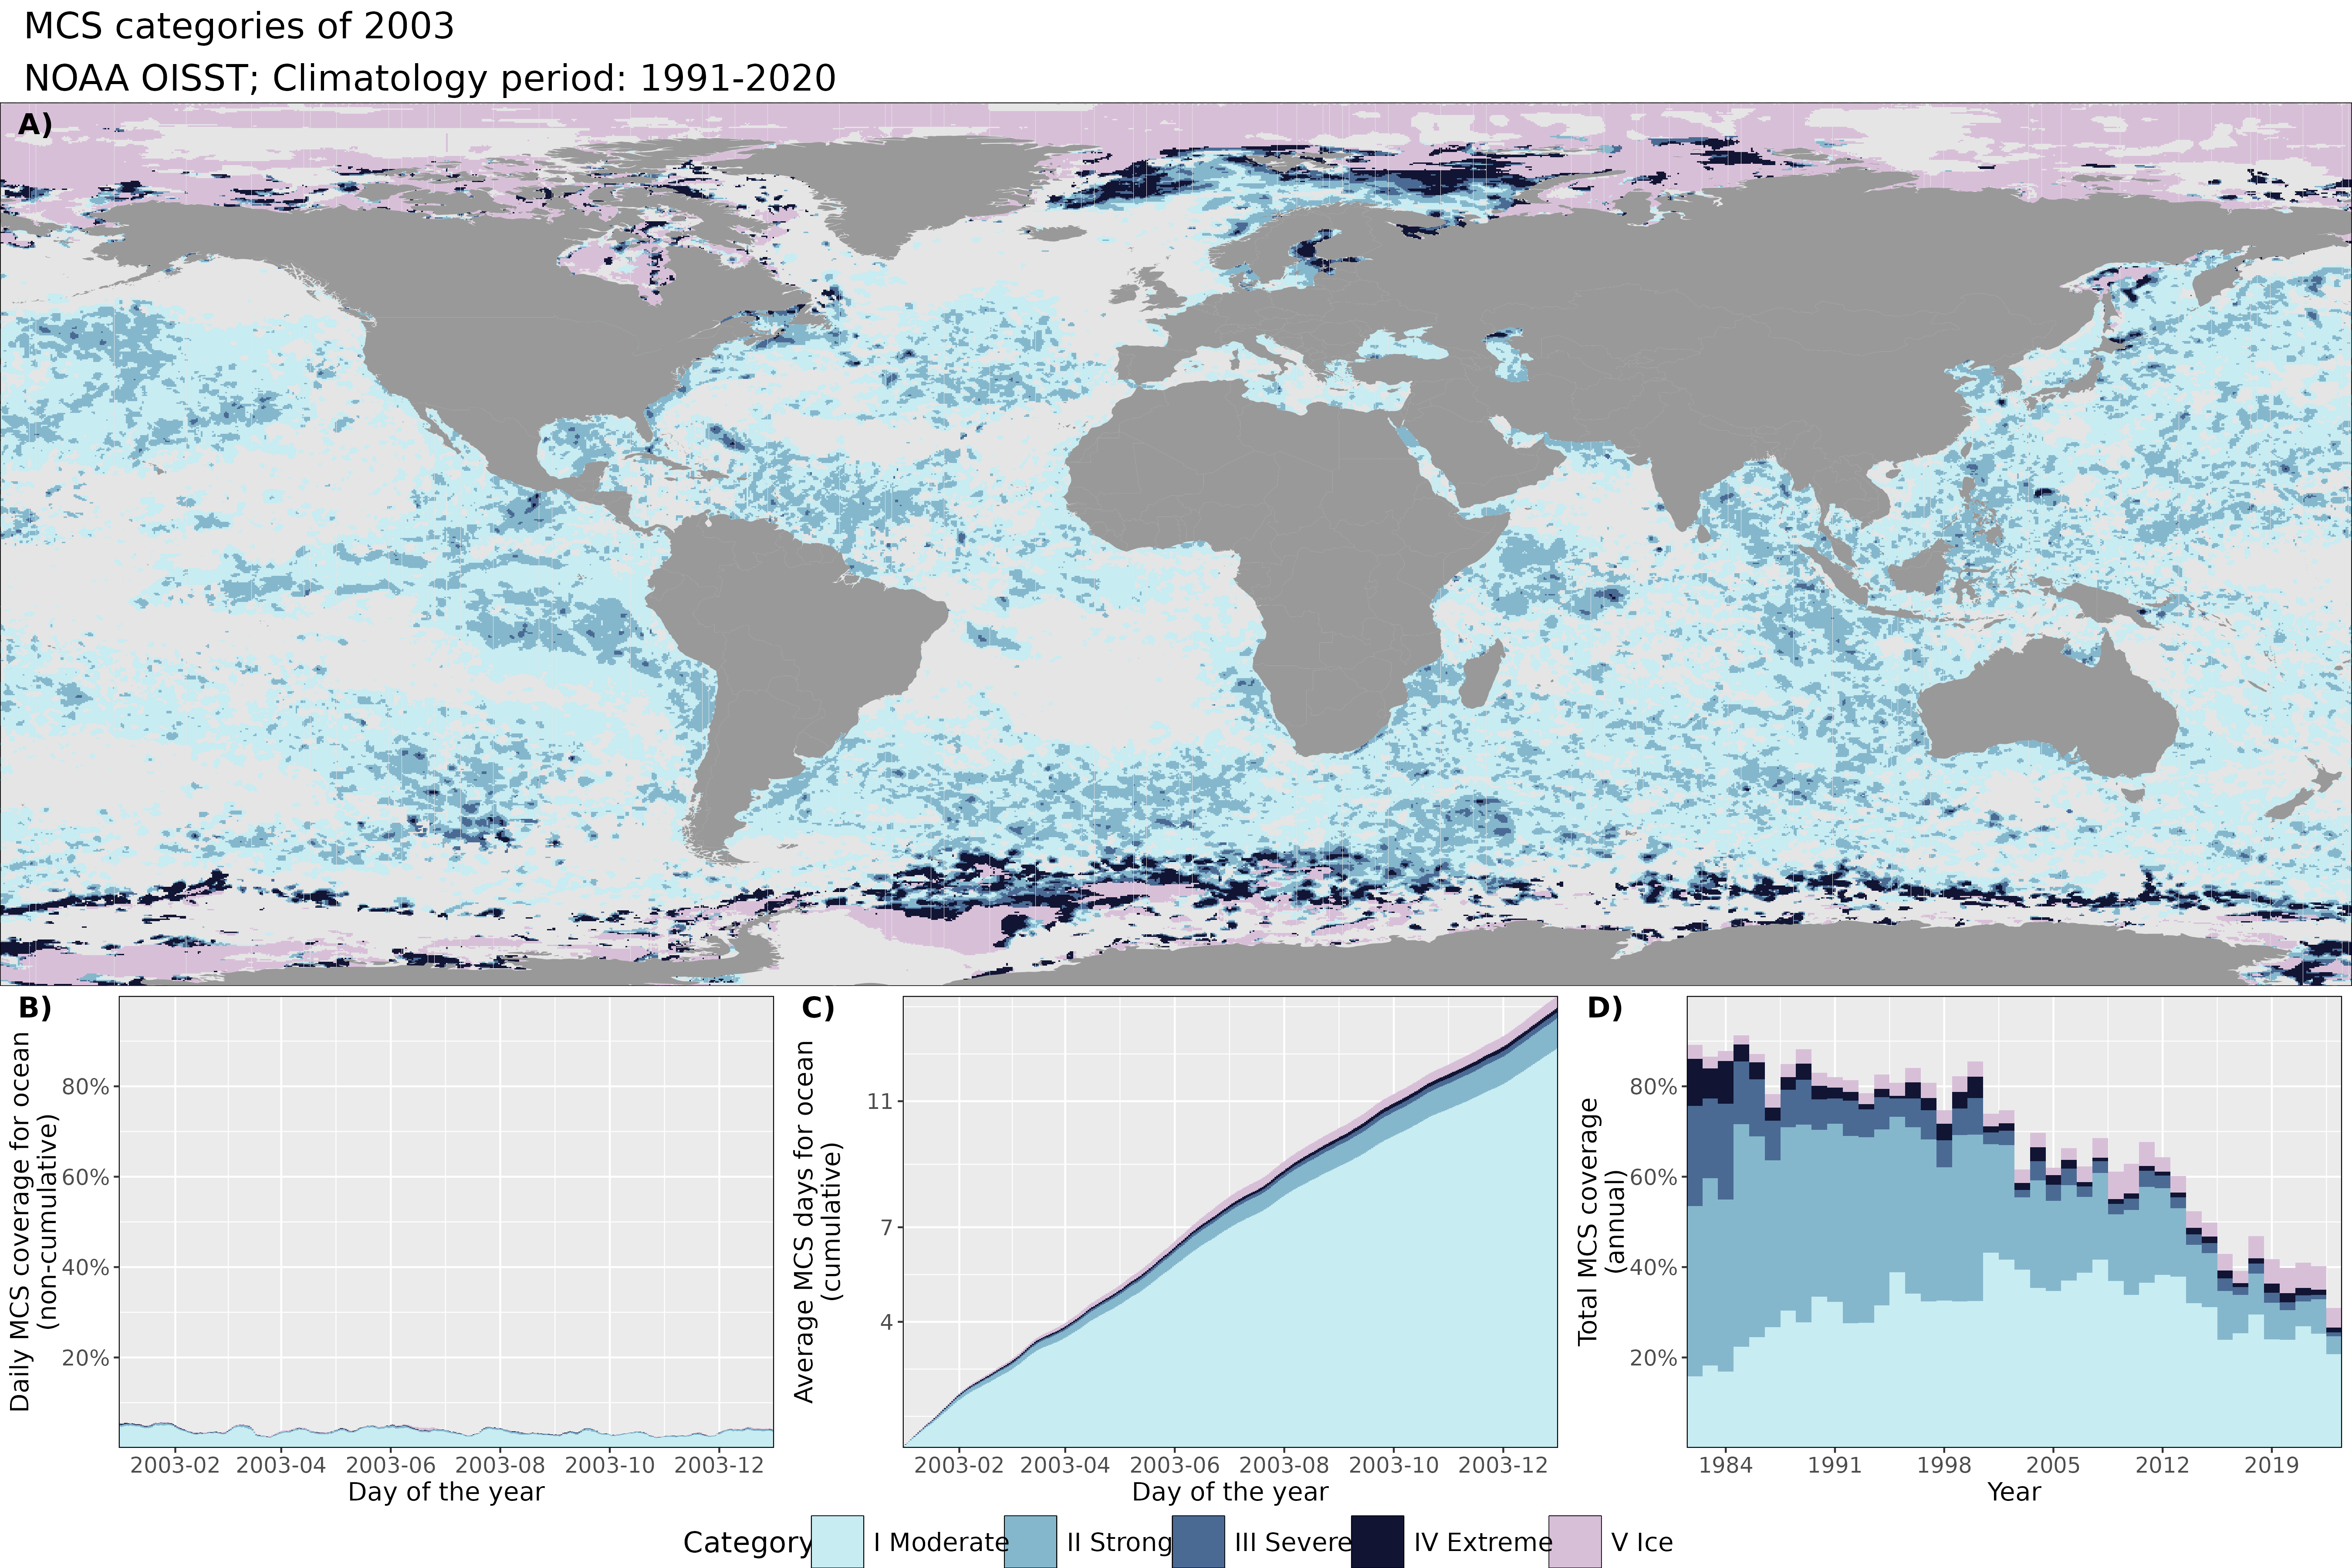 MCS categories of 2003
NOAA OISST; Climatology period: 1991-2020
A)
B)
Daily MCS coverage for ocean
(non-cumulative)
80%
60%
40%
20%
2003-02 2003-04 2003-06 2003-08 2003-10 2003-12
Day of the year
C)
Average MCS days for ocean
(cumulative)
11
7
4
2003-02 2003-04 2003-06 2003-08 2003-10 2003-12
Day of the year
D)
Total MCS coverage
(annual)
80%
60%
40%
20%
1984 1991 1998 2005 2012 2019
Year
Category I Moderate II Strong III Severe IV Extreme V Ice